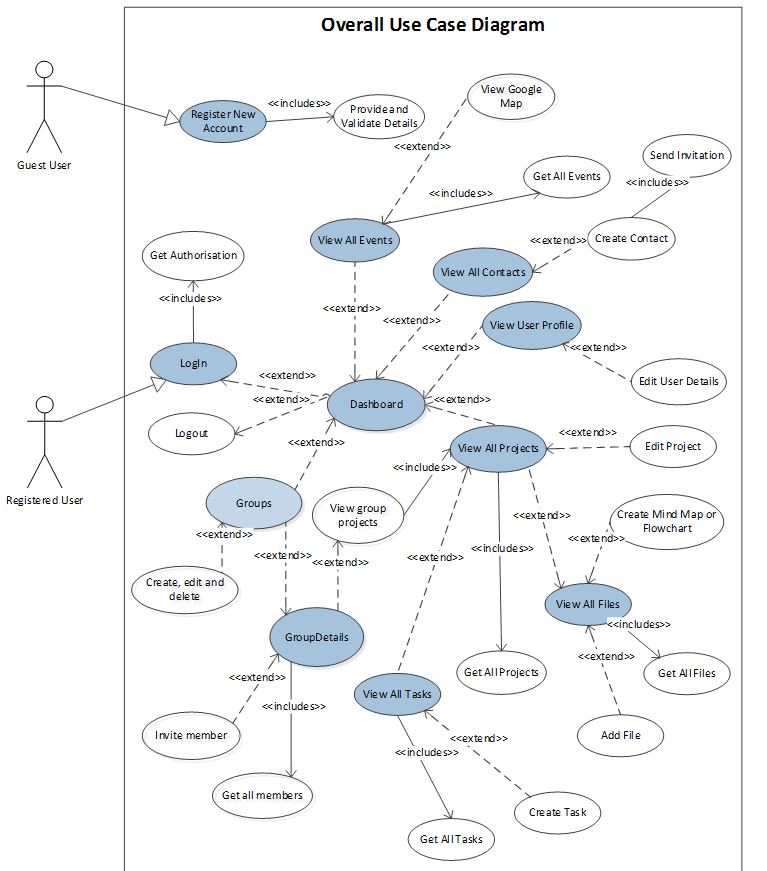 Overall Use Case Diagram
View Google
Map
<<includes>>
Register New
Account
Provide and
Validate Details
Guest User
<<extend>>
Send Invitation
Get All Events
<<includes>>
<<includes>>
View All Events
Create Contact
<<extend>>
Get Authorisation
View All Contacts
<<includes>>
<<extend>>
<<extend>>
View User Profile
<<extend>>
<<extend>>
LogIn
<<extend>>
Edit User Details
<<extend>>
Dashboard
<<extend>>
Logout
<<extend>>
<<extend>>
View All Projects
Edit Project
<<includes>>
Registered User
Groups
View group
projects
Create Mind Map or
Flowchart
<<extend>>
<<extend>>
<<extend>>
<<extend>>
<<extend>>
<<extend>>
<<includes>>
<<extend>>
Create, edit and
delete
View All Files
<<includes>>
GroupDetails
<<extend>>
Get All Projects
Get All Files
<<extend>>
View All Tasks
<<includes>>
Invite member
Add File
<<extend>>
<<includes>>
Get all members
Create Task
Get All Tasks